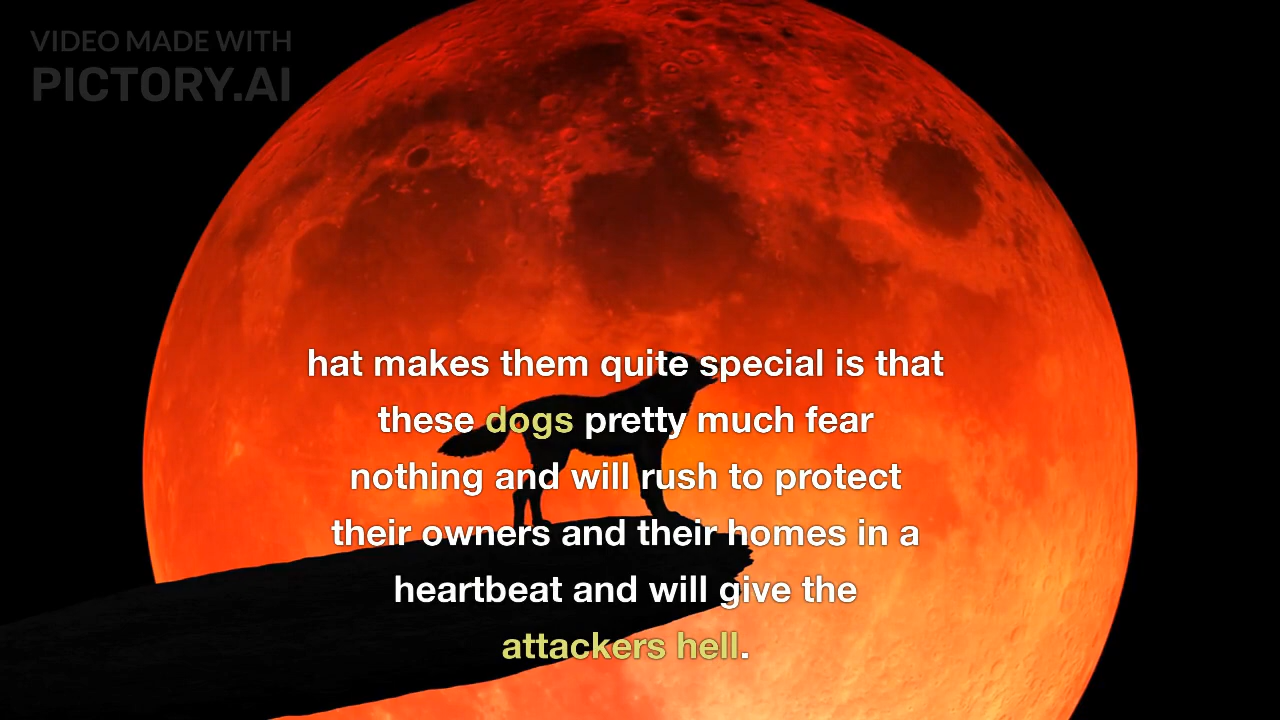 VIDEO MADE WITH
PICTORY.AI
hat makes them quite special is that
these dogs pretty much fear
nothing and will rush to protect
their owners and their homes in a
heartbeat and will give the
attackers hell.